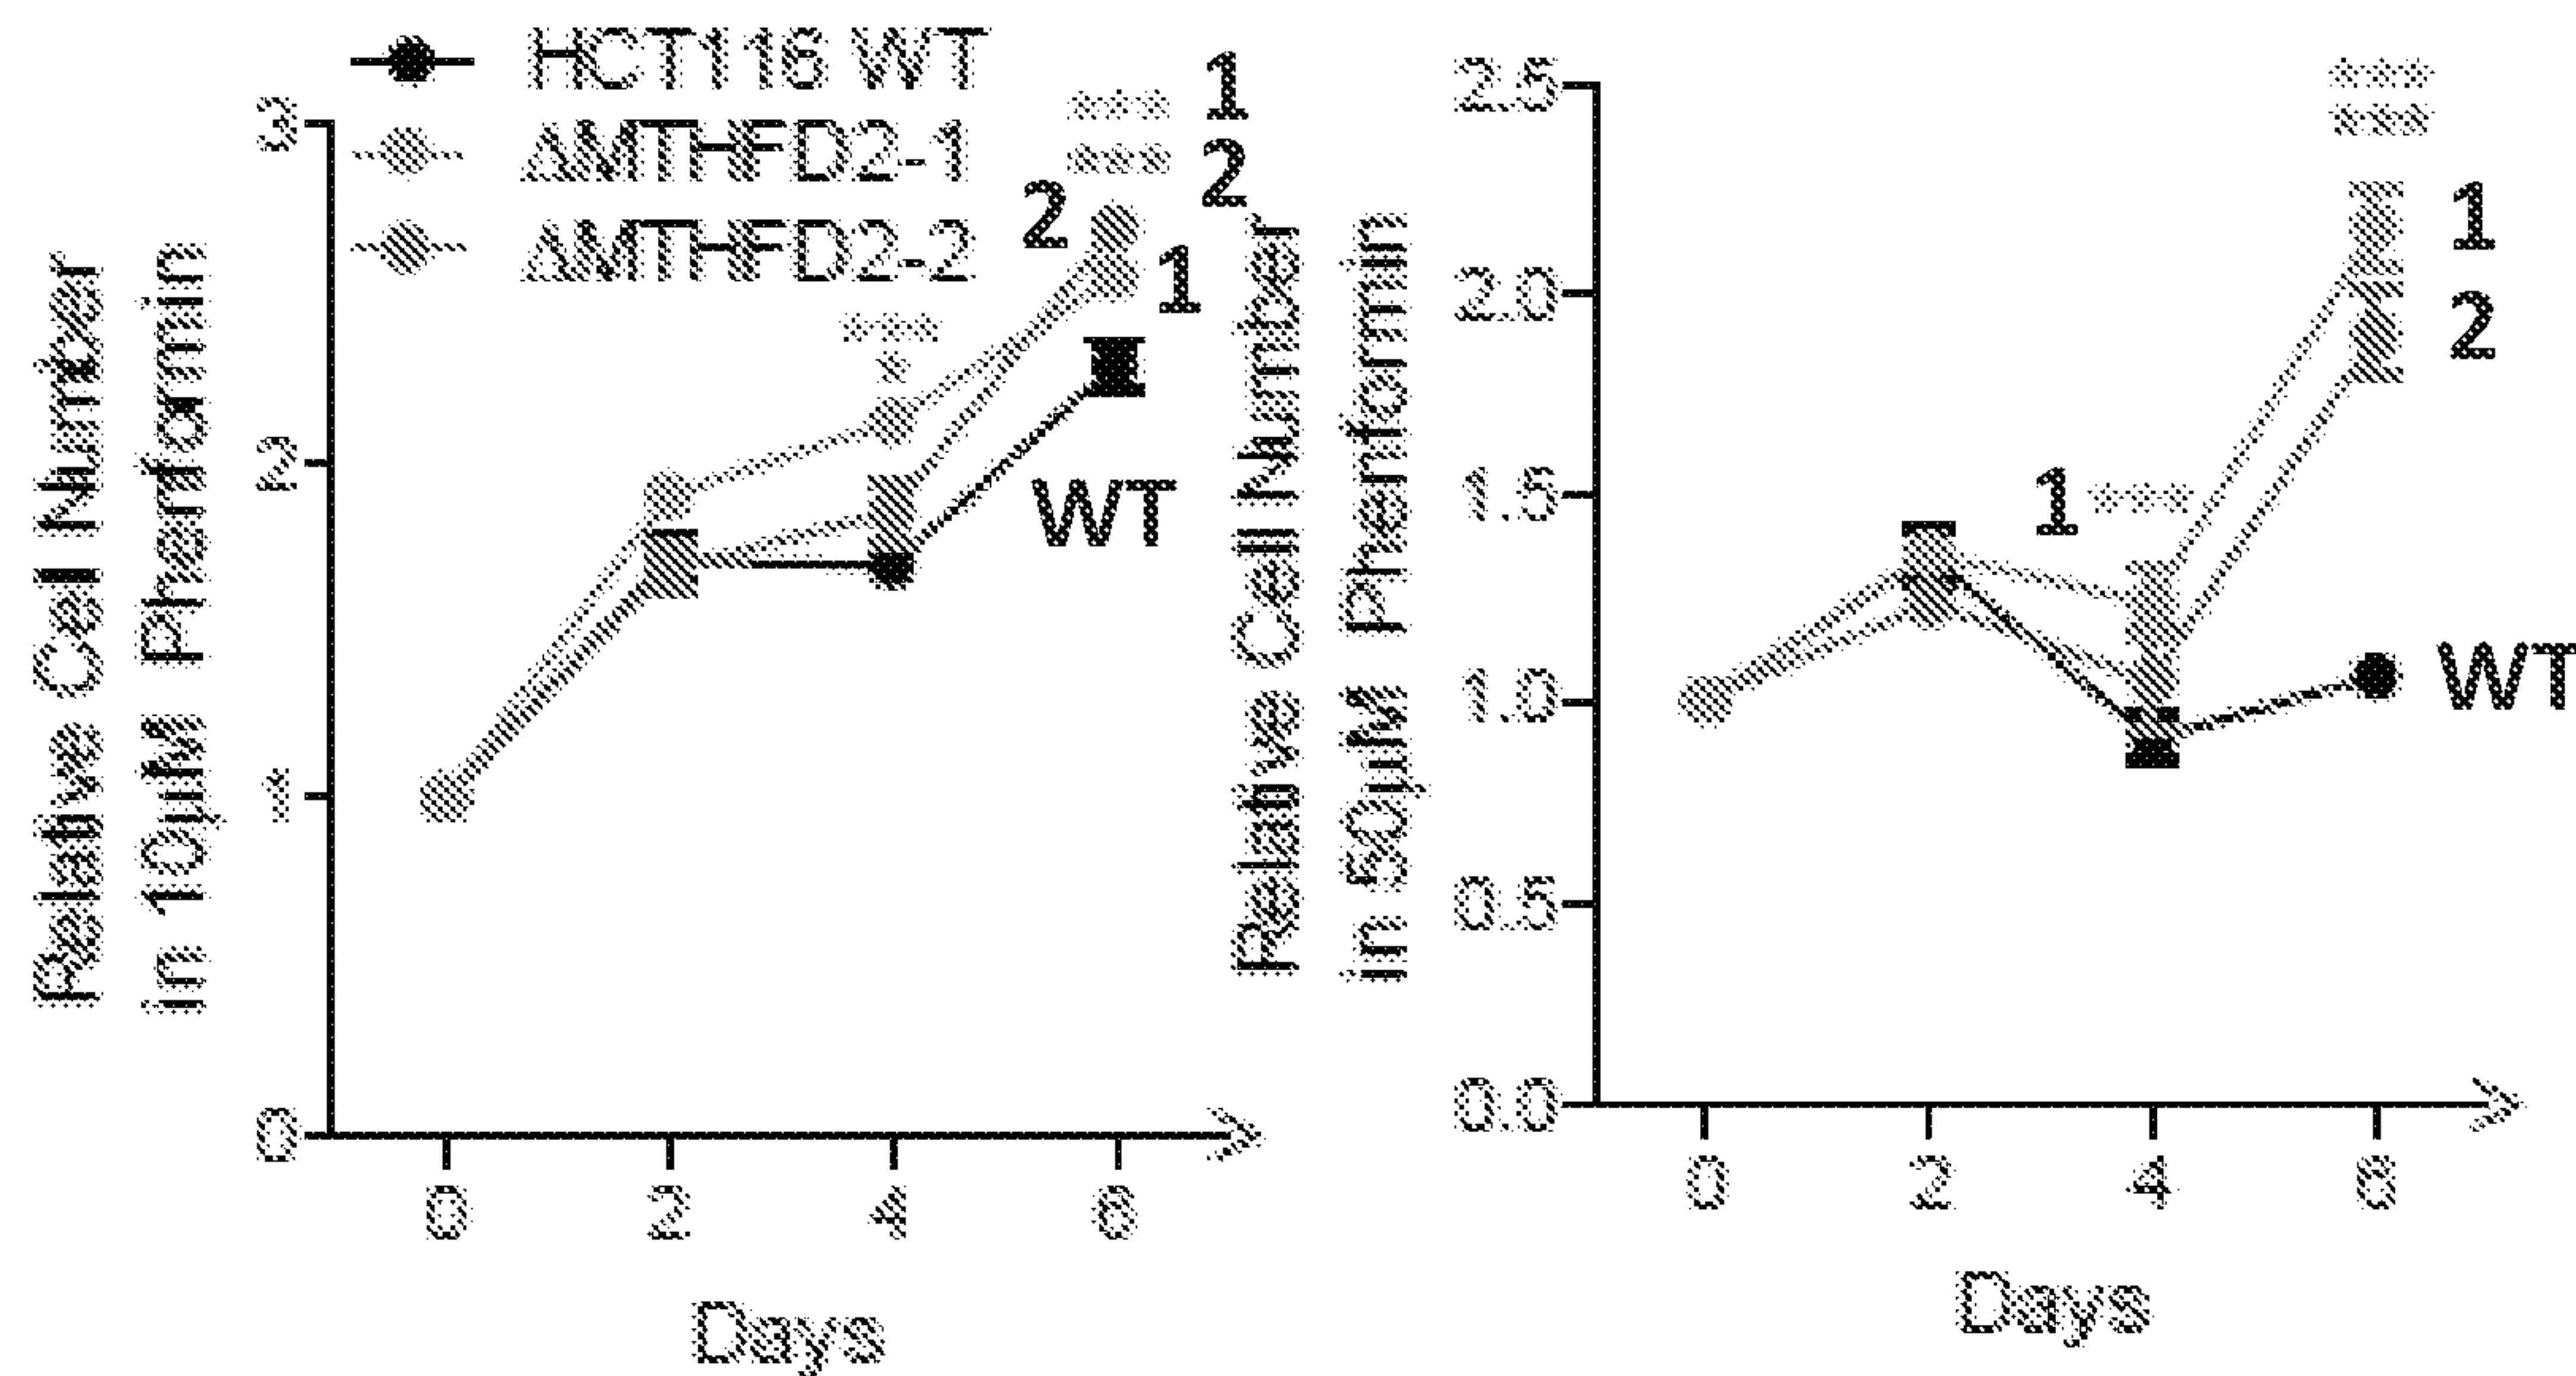 HCT116 WT
ΔMTHFD2-1
ΔMTHFD2-2
Relative Cell Number
in 10µM Phenformin
3
2
1
0
*** 1
*** 2
2
1
***
*
WT
0 2 4 6
Days
Relative Cell Number
in 50µM Phenformin
2.5
2.0
1.5
1.0
0.5
0.0
***
***
1
2
1 ***
WT
0 2 4 6
Days